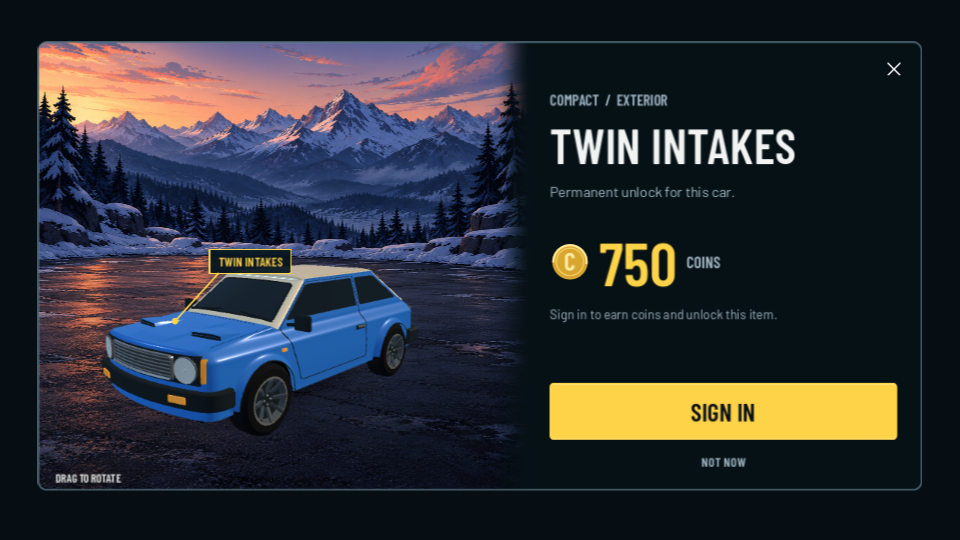 COMPACT / EXTERIOR
TWIN INTAKES
Permanent unlock for this car.
C 750 COINS
Sign in to earn coins and unlock this item.
SIGN IN
NOT NOW
TWIN INTAKES
DRAG TO ROTATE